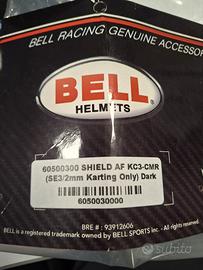 BELL RACING GENUINE ACCESSOR
BELL
HELMETS
60500300 SHIELD AF KC3-CMR
(SE3/2mm Karting Only) Dark
6050030000
BRE # : 93912606
BELL is a registered trademark owned by BELL SPORTS inc - All rights
subito